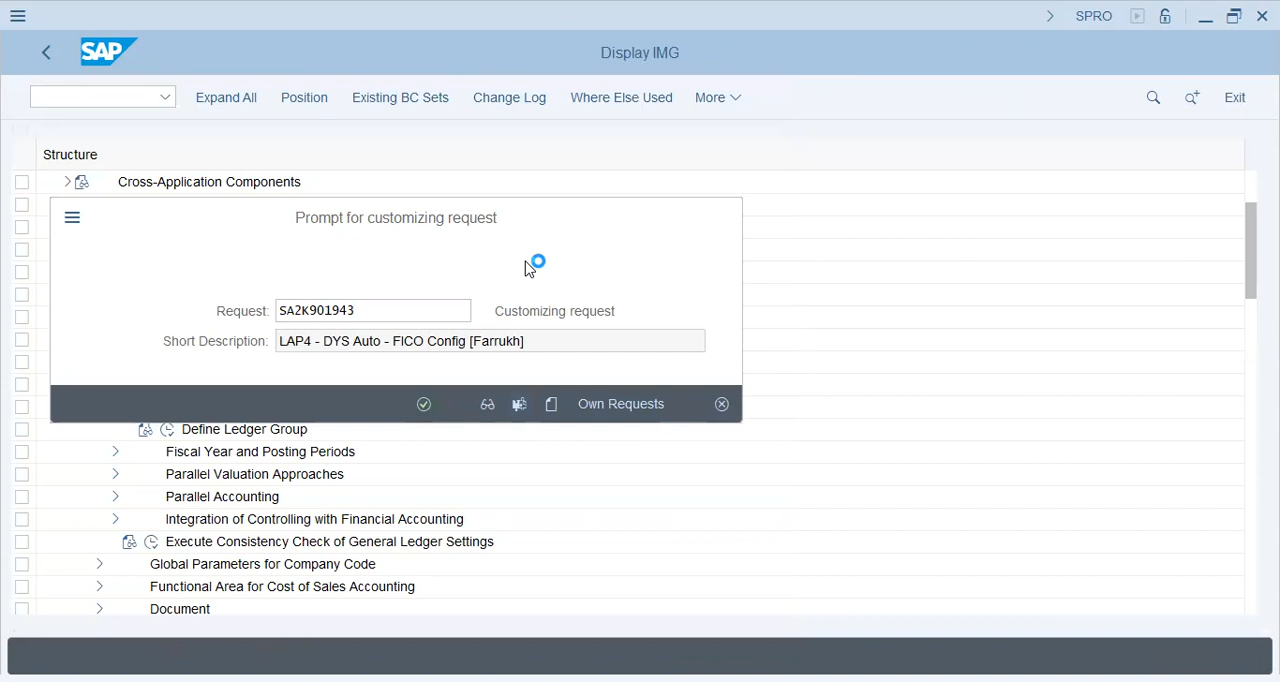 SPRO
SAP
Display IMG
Expand All Position Existing BC Sets Change Log Where Else Used More Exit
Structure
Cross-Application Components
Prompt for customizing request
Request: SA2K901943 Customizing request
Short Description: LAP4 - DYS Auto - FICO Config [Farrukh]
Own Requests
Define Ledger Group
Fiscal Year and Posting Periods
Parallel Valuation Approaches
Parallel Accounting
Integration of Controlling with Financial Accounting
Execute Consistency Check of General Ledger Settings
Global Parameters for Company Code
Functional Area for Cost of Sales Accounting
Document